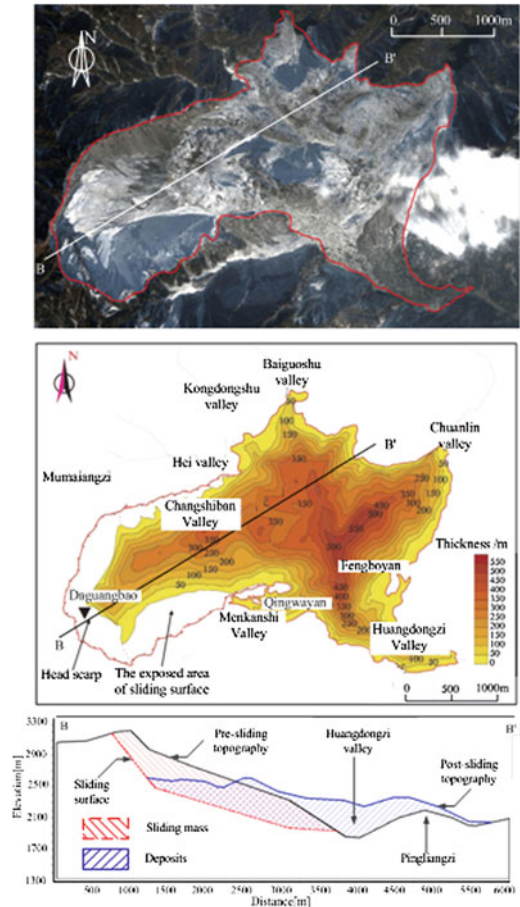 N
0 500 1000m
B'
B
N
Baiguoshu
valley
Kongdongshu
valley
B'
Chuanlin
valley
Hei valley
Mumaiangzi
Changshiban
Valley
Thickness /m
550
500
450
400
350
300
250
200
150
100
50
0
Fengboyan
Daguangbao
Qingwayan
Menkanshi
Valley
Huangdongzi
Valley
B
Head scarp
The exposed area
of sliding surface
0 500 1000m
B
B'
Elevation[m]
3300
2900
2500
2100
1700
1300
Pre-sliding
topography
Huangdongzi
valley
Post-sliding
topography
Sliding
surface
Sliding mass
Deposits
Pingliangzi
500 1000 1500 2000 2500 3000 3500 4000 4500 5000 5500 6000
Distance[m]